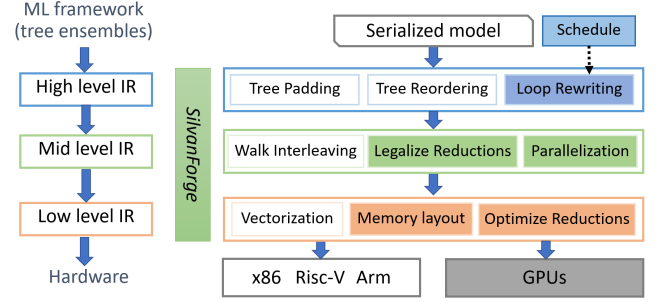 ML framework
(tree ensembles)
High level IR
Mid level IR
Low level IR
Hardware
SilvanForge
Serialized model
Schedule
Tree Padding
Tree Reordering
Loop Rewriting
Walk Interleaving
Legalize Reductions
Parallelization
Vectorization
Memory layout
Optimize Reductions
x86 Risc-V Arm
GPUs